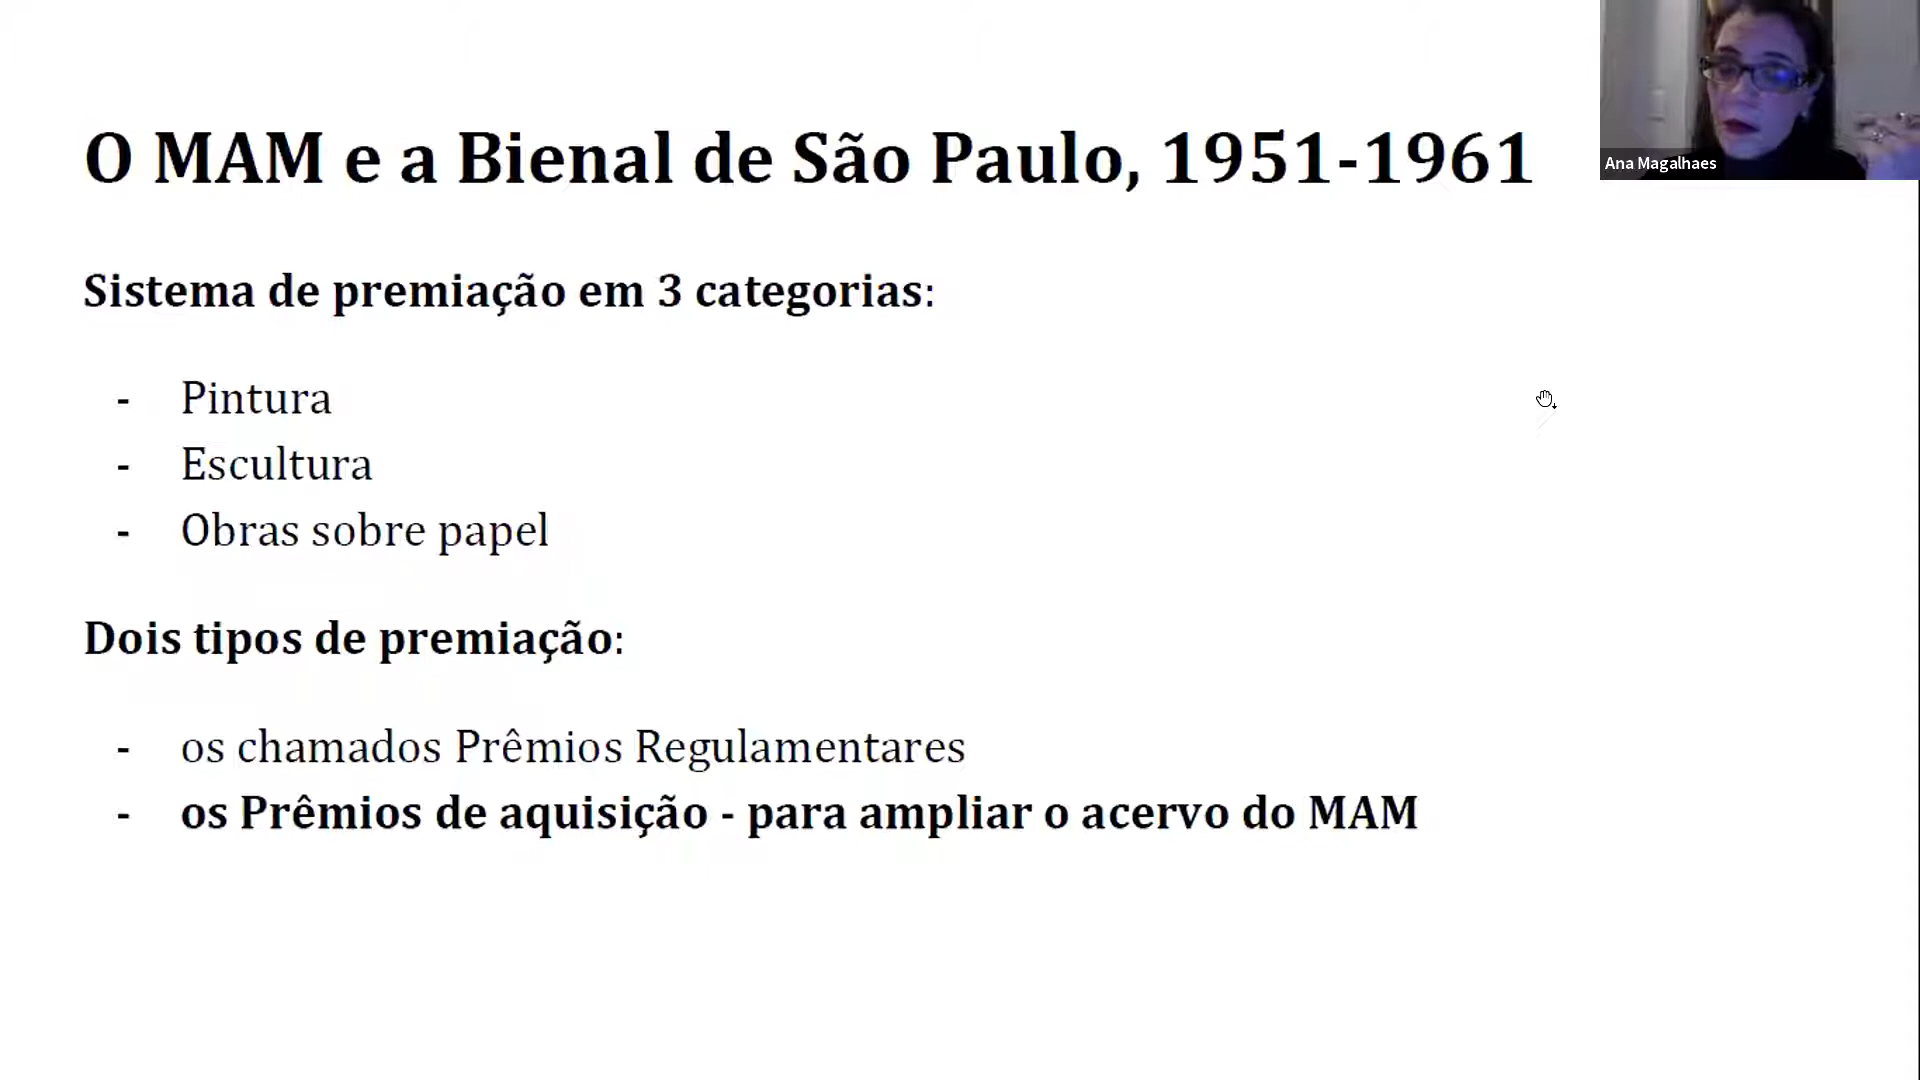 O MAM e a Bienal de São Paulo, 1951-1961
Ana Magalhaes
Sistema de premiação em 3 categorias:
- Pintura
- Escultura
- Obras sobre papel
Dois tipos de premiação:
- os chamados Prêmios Regulamentares
- os Prêmios de aquisição - para ampliar o acervo do MAM